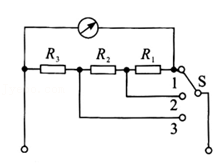 R₃ R₂ R₁
1 S
2
3